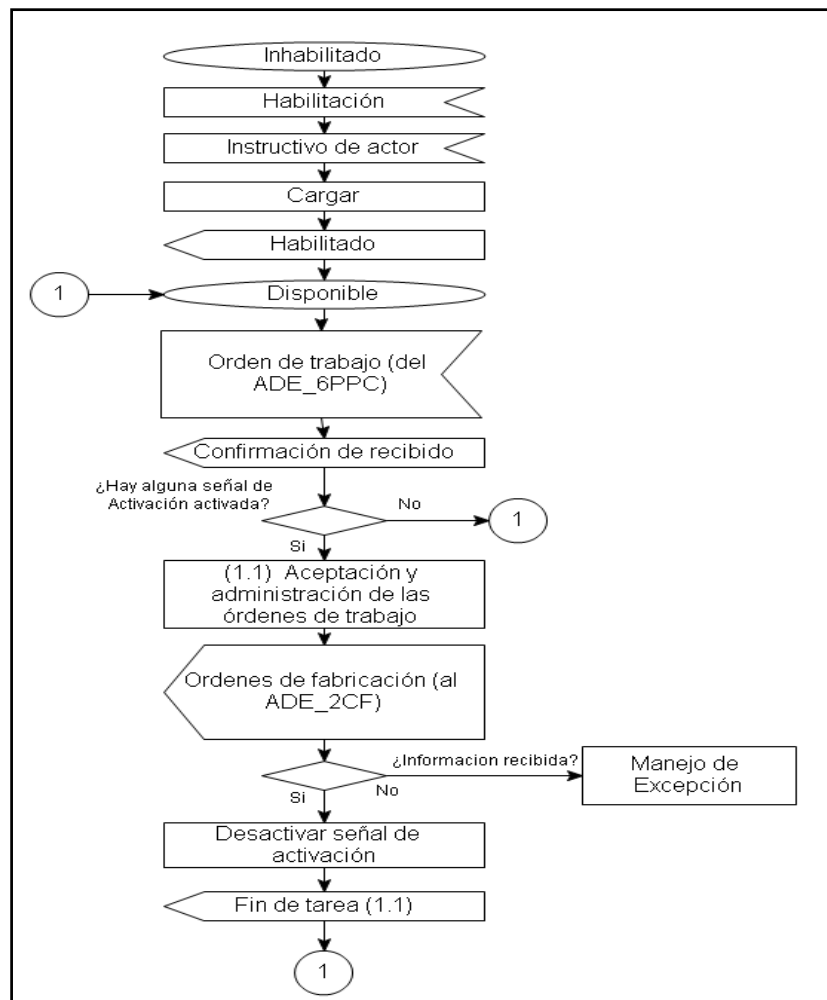 Inhabilitado
Habilitación
Instructivo de actor
Cargar
Habilitado
1
Disponible
Orden de trabajo (del
ADE_6PPC)
Confirmación de recibido
¿Hay alguna señal de
Activación activada?
No
1
Si
(1.1) Aceptación y
administración de las
órdenes de trabajo
Ordenes de fabricación (al
ADE_2CF)
¿Informacion recibida?
Manejo de
Excepción
Si
No
Desactivar señal de
activación
Fin de tarea (1.1)
1